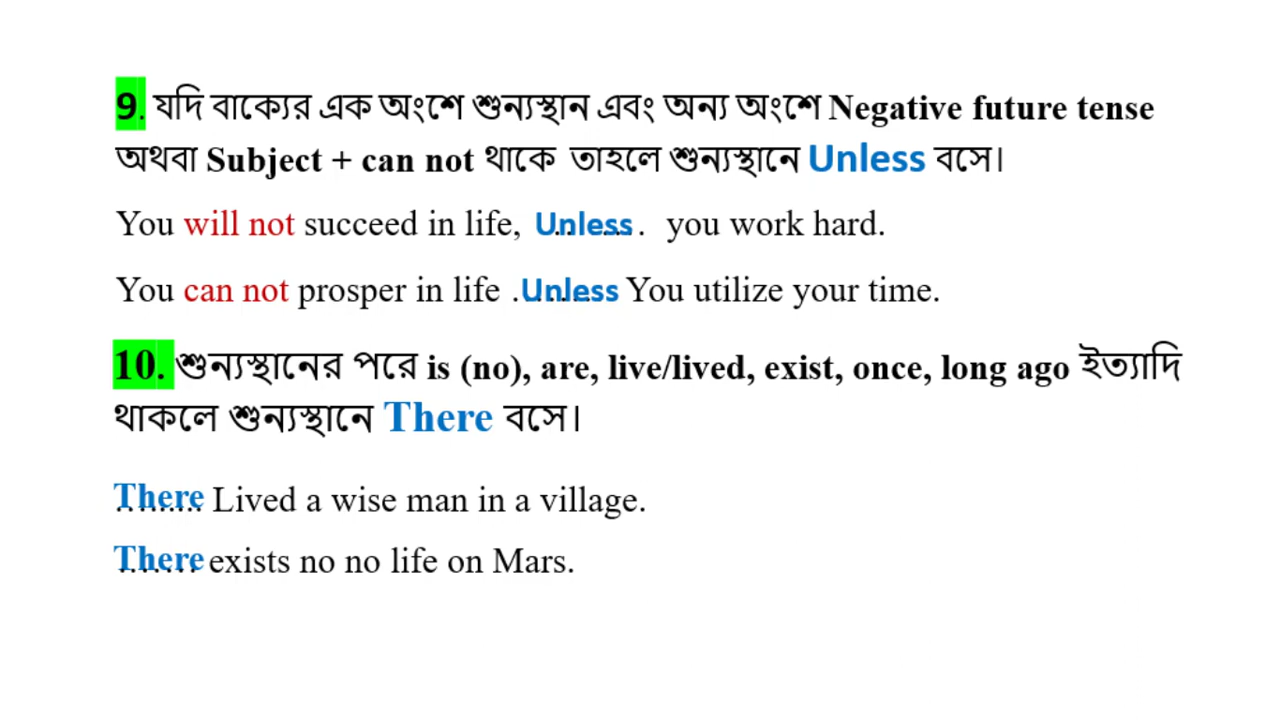 9. যদি বাক্যের এক অংশে শুন্যস্থান এবং অন্য অংশে Negative future tense
অথবা Subject + can not থাকে তাহলে শুন্যস্থানে Unless বসে।
You will not succeed in life, Unless. you work hard.
You can not prosper in life .Unless You utilize your time.
10. শুন্যস্থানের পরে is (no), are, live/lived, exist, once, long ago ইত্যাদি
থাকলে শুন্যস্থানে There বসে।
There Lived a wise man in a village.
There exists no no life on Mars.